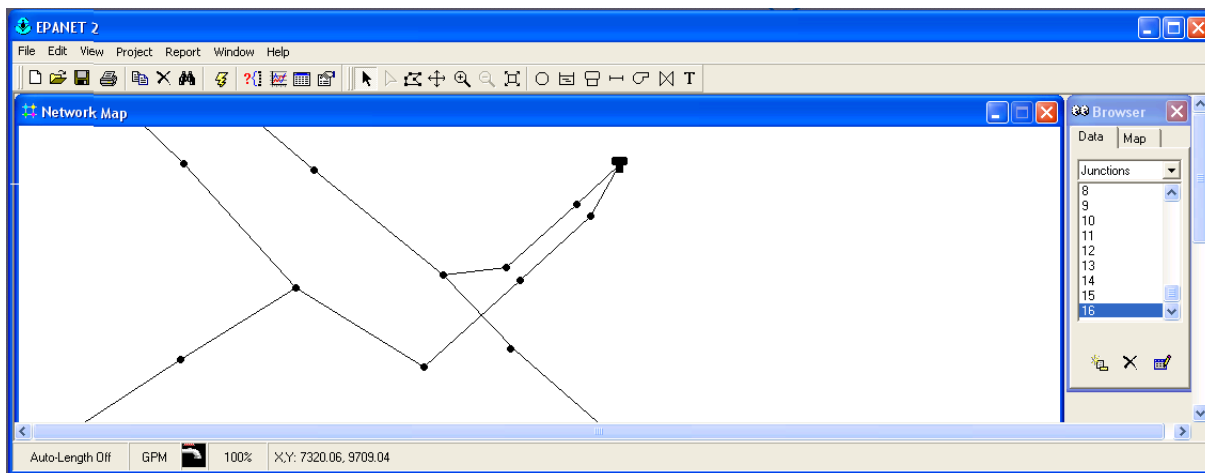 EPANET 2
File Edit View Project Report Window Help
T
Network Map
Browser
Data Map
Junctions
8
9
10
11
12
13
14
15
16
Auto-Length Off GPM 100% X,Y: 7320.06, 9709.04